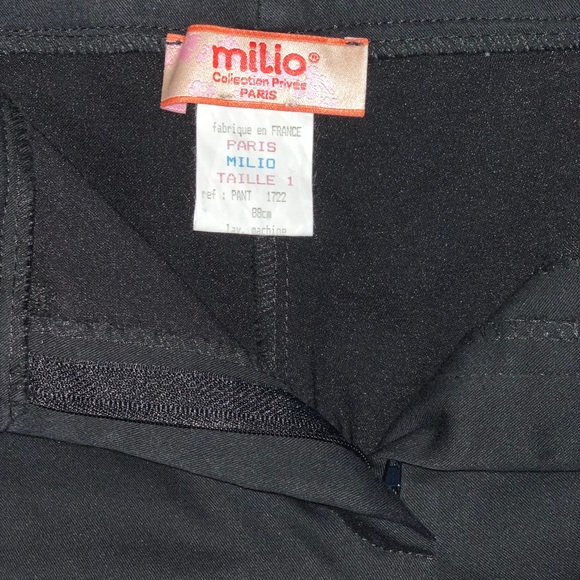 milio®
Collection Privée
PARIS
fabrique en FRANCE
PARIS
MILIO
TAILLE 1
ref : PANT 1722
88cm
lav. machine